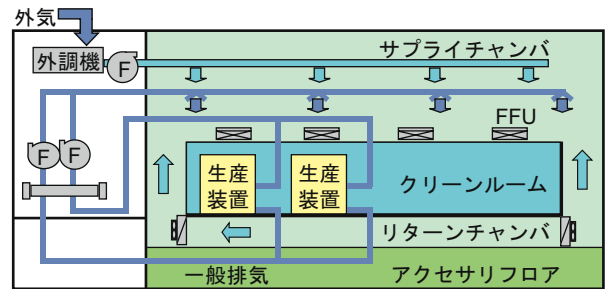 外気
サプライチャンバ
外調機
F
FFU
F F
生産
装置
生産
装置
クリーンルーム
リターンチャンバ
一般排気
アクセサリフロア